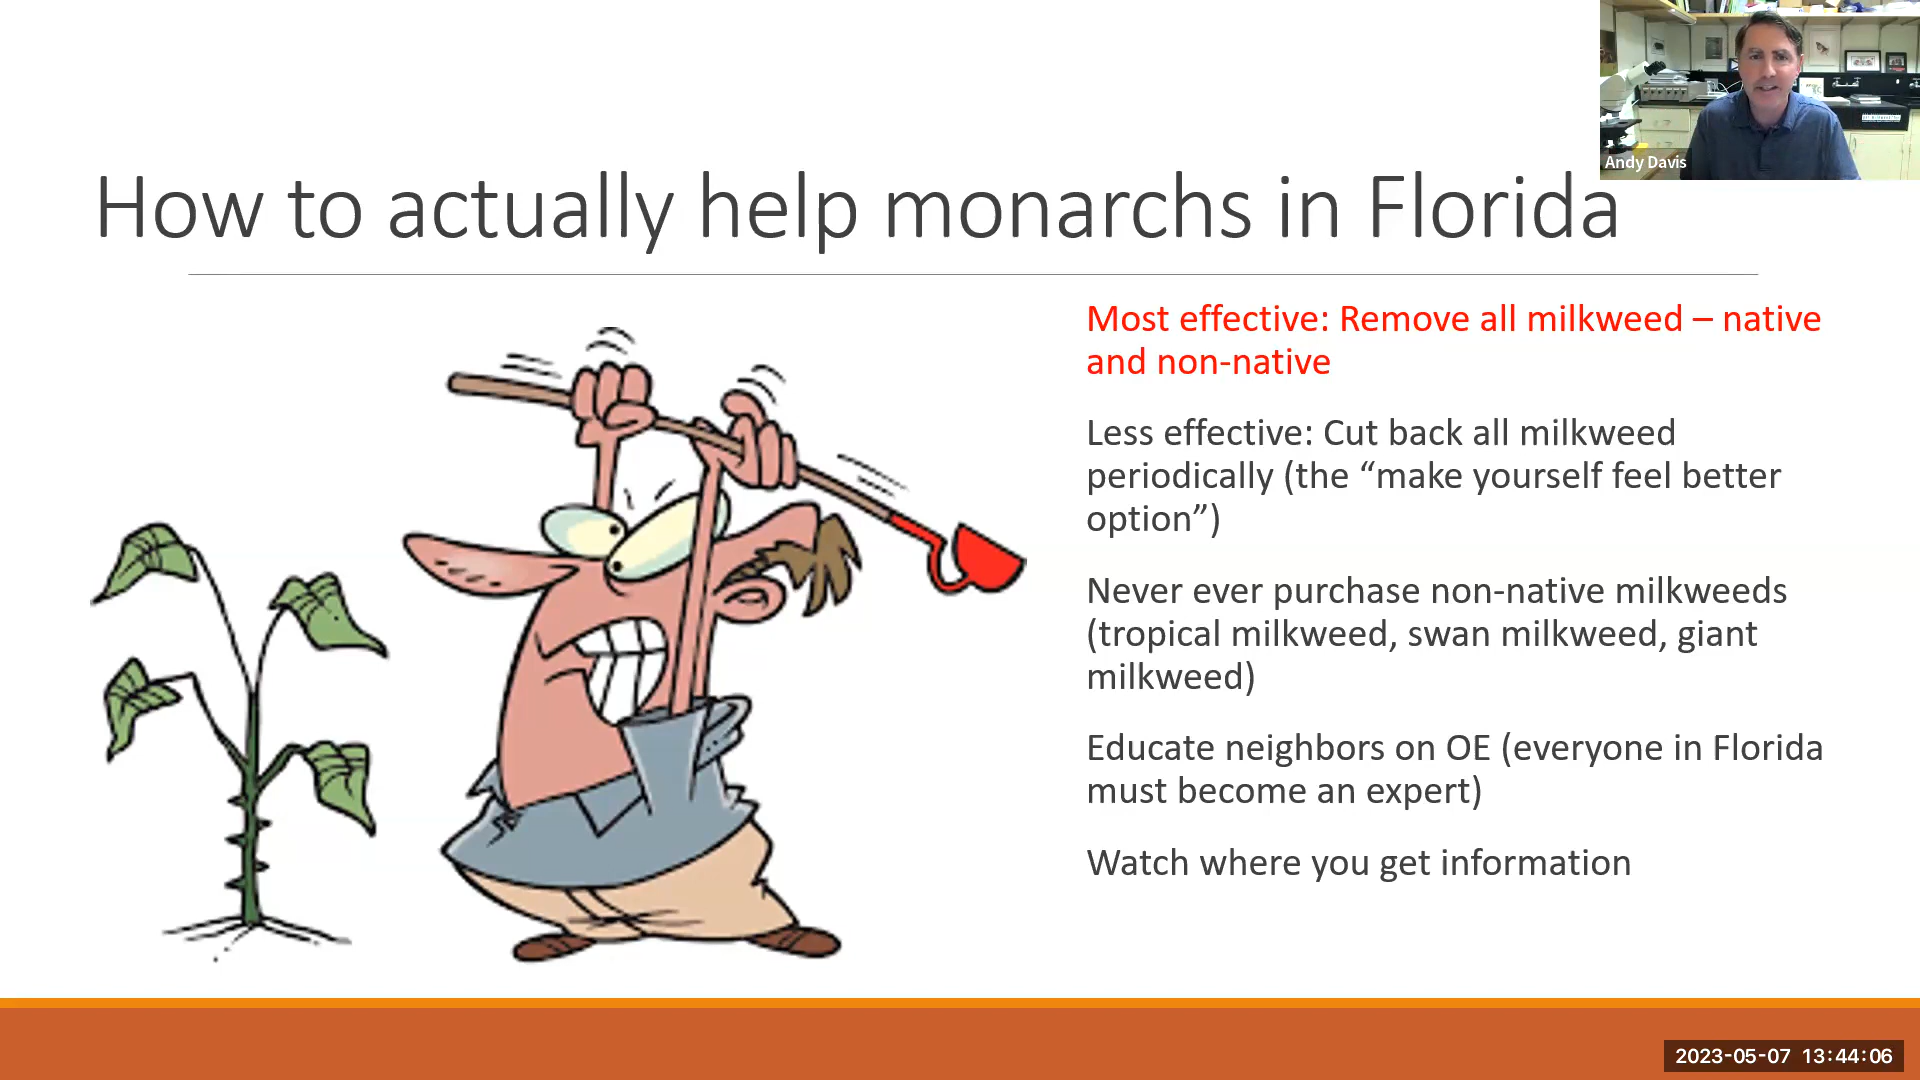 Andy Davis
How to actually help monarchs in Florida
Most effective: Remove all milkweed – native
and non-native
Less effective: Cut back all milkweed
periodically (the “make yourself feel better
option”)
Never ever purchase non-native milkweeds
(tropical milkweed, swan milkweed, giant
milkweed)
Educate neighbors on OE (everyone in Florida
must become an expert)
Watch where you get information
2023-05-07 13:44:06